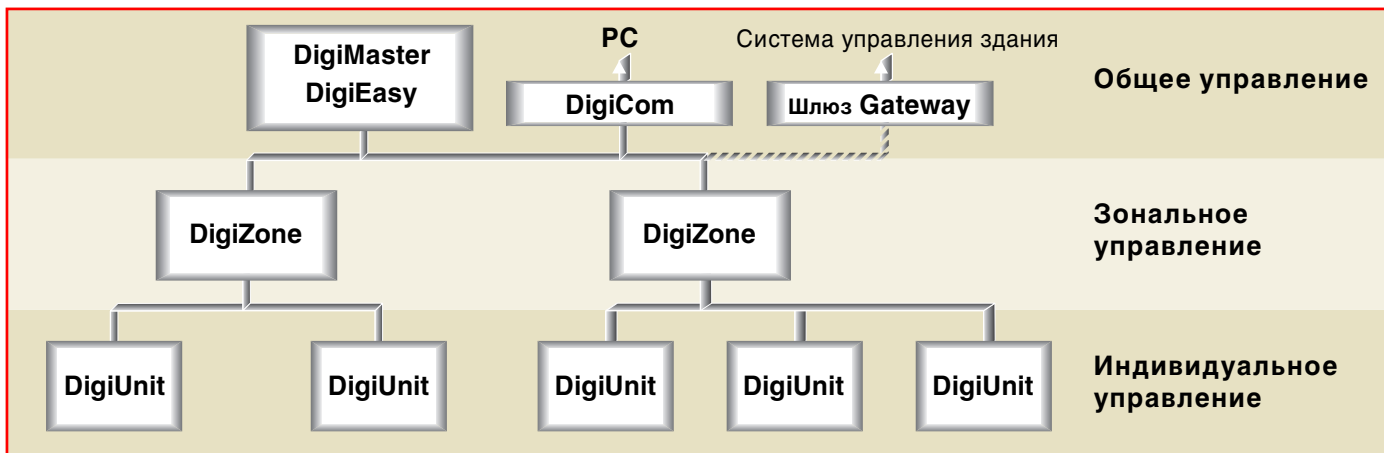 DigiMaster
DigiEasy
PC
Система управления здания
DigiCom
Шлюз Gateway
Общее управление
DigiZone
DigiZone
Зональное
управление
DigiUnit
DigiUnit
DigiUnit
DigiUnit
DigiUnit
Индивидуальное
управление